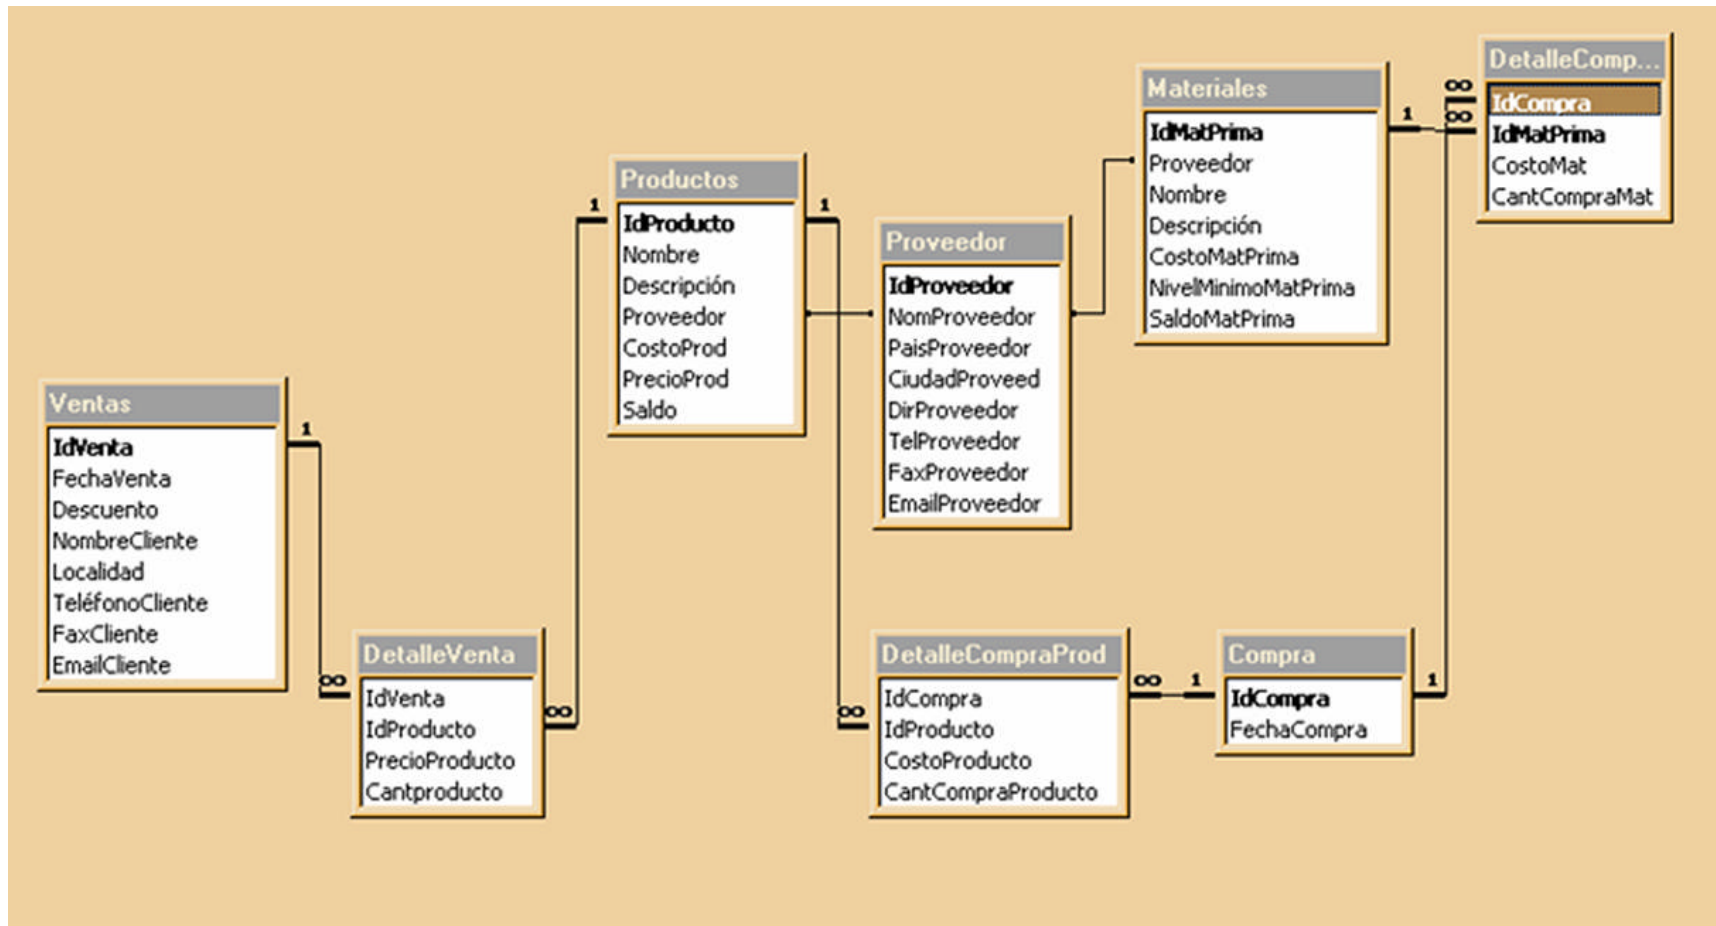 Ventas
IdVenta
FechaVenta
Descuento
NombreCliente
Localidad
TeléfonoCliente
FaxCliente
EmailCliente
1
∞
DetalleVenta
IdVenta
IdProducto
PrecioProducto
Cantproducto
∞
1
Productos
IdProducto
Nombre
Descripción
Proveedor
CostoProd
PrecioProd
Saldo
1
∞
Proveedor
IdProveedor
NomProveedor
PaisProveedor
CiudadProveed
DirProveedor
TelProveedor
FaxProveedor
EmailProveedor
DetalleCompraProd
IdCompra
IdProducto
CostoProducto
CantCompraProducto
∞
1
Compra
IdCompra
FechaCompra
1
Materiales
IdMatPrima
Proveedor
Nombre
Descripción
CostoMatPrima
NivelMinimoMatPrima
SaldoMatPrima
1
∞
∞
DetalleComp...
IdCompra
IdMatPrima
CostoMat
CantCompraMat